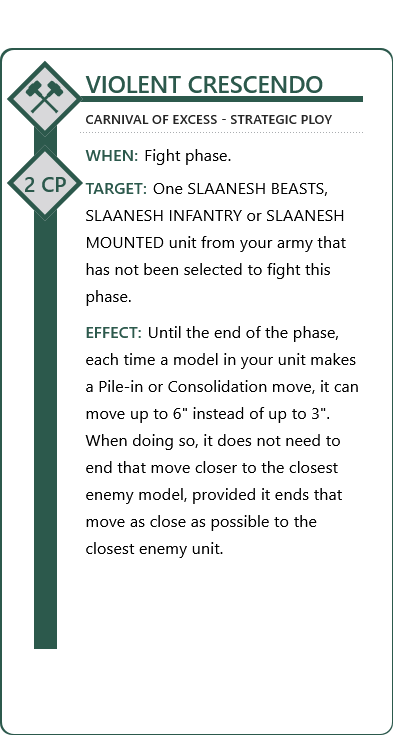 VIOLENT CRESCENDO
CARNIVAL OF EXCESS - STRATEGIC PLOY
WHEN: Fight phase.
2 CP
TARGET: One SLAANESH BEASTS,
SLAANESH INFANTRY or SLAANESH
MOUNTED unit from your army that
has not been selected to fight this
phase.
EFFECT: Until the end of the phase,
each time a model in your unit makes
a Pile-in or Consolidation move, it can
move up to 6" instead of up to 3".
When doing so, it does not need to
end that move closer to the closest
enemy model, provided it ends that
move as close as possible to the
closest enemy unit.